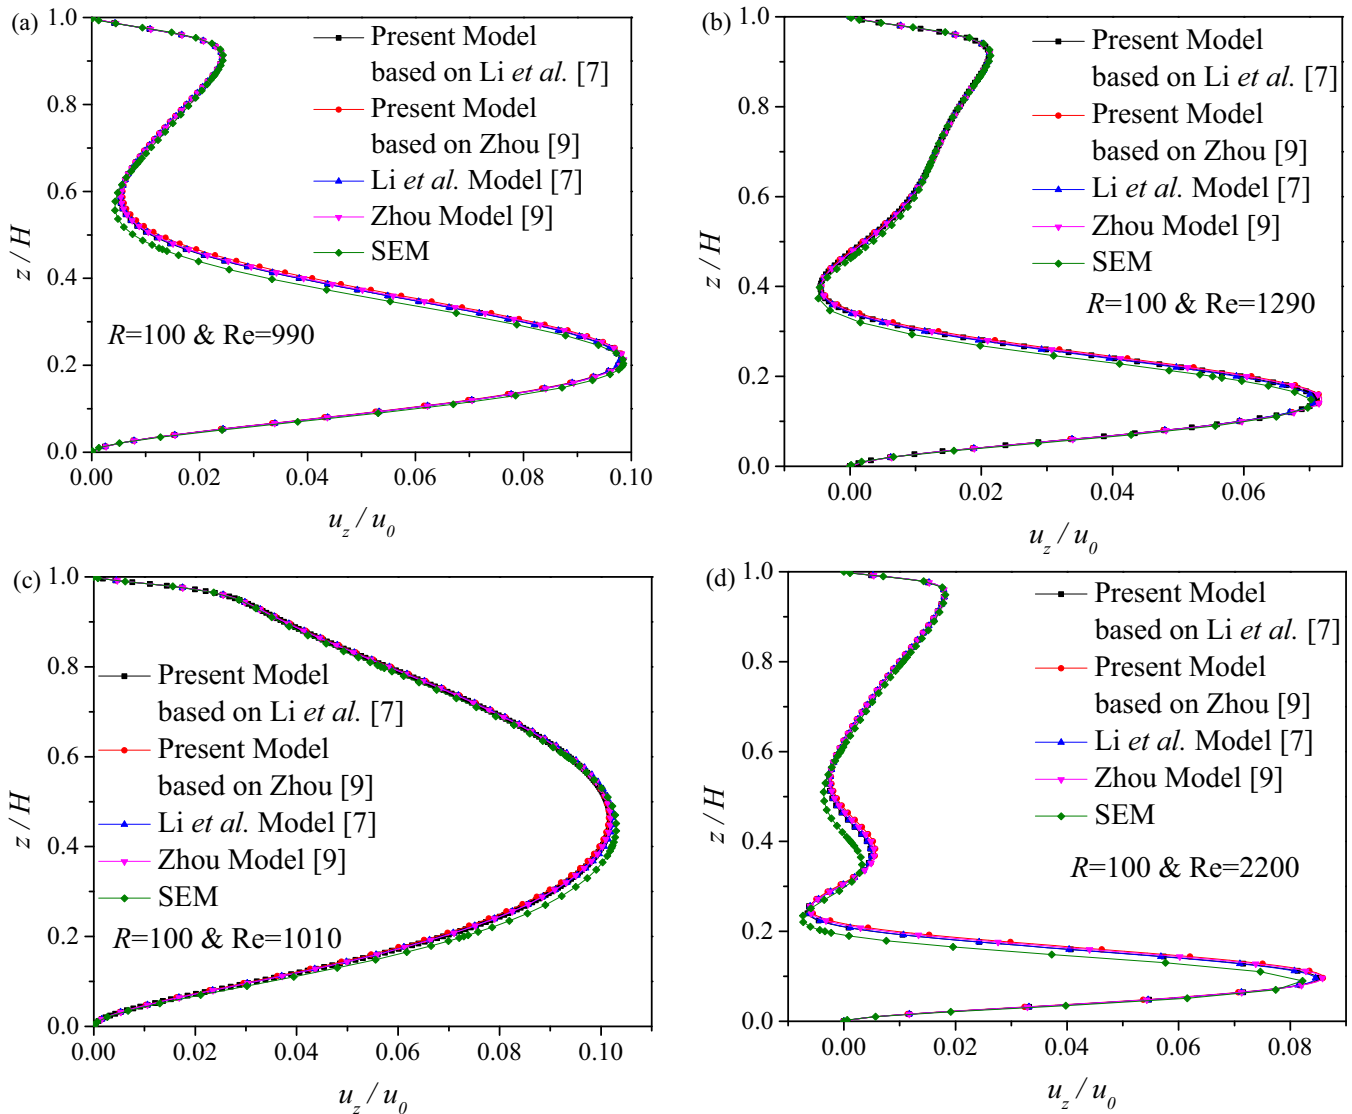 (a)
1.0
0.8
0.6
0.4
0.2
0.0
z / H
Present Model
based on Li et al. [7]
Present Model
based on Zhou [9]
Li et al. Model [7]
Zhou Model [9]
SEM
R=100 & Re=990
0.00 0.02 0.04 0.06 0.08 0.10
u_z / u_0
(b)
1.0
0.8
0.6
0.4
0.2
0.0
z / H
Present Model
based on Li et al. [7]
Present Model
based on Zhou [9]
Li et al. Model [7]
Zhou Model [9]
SEM
R=100 & Re=1290
0.00 0.02 0.04 0.06
u_z / u_0
(c)
1.0
0.8
0.6
0.4
0.2
0.0
z / H
Present Model
based on Li et al. [7]
Present Model
based on Zhou [9]
Li et al. Model [7]
Zhou Model [9]
SEM
R=100 & Re=1010
0.00 0.02 0.04 0.06 0.08 0.10
u_z / u_0
(d)
1.0
0.8
0.6
0.4
0.2
0.0
z / H
Present Model
based on Li et al. [7]
Present Model
based on Zhou [9]
Li et al. Model [7]
Zhou Model [9]
SEM
R=100 & Re=2200
0.00 0.02 0.04 0.06 0.08
u_z / u_0